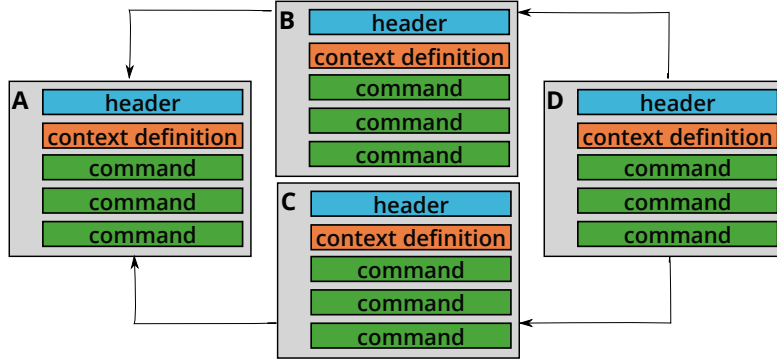 A
header
context definition
command
command
command
B
header
context definition
command
command
command
C
header
context definition
command
command
command
D
header
context definition
command
command
command